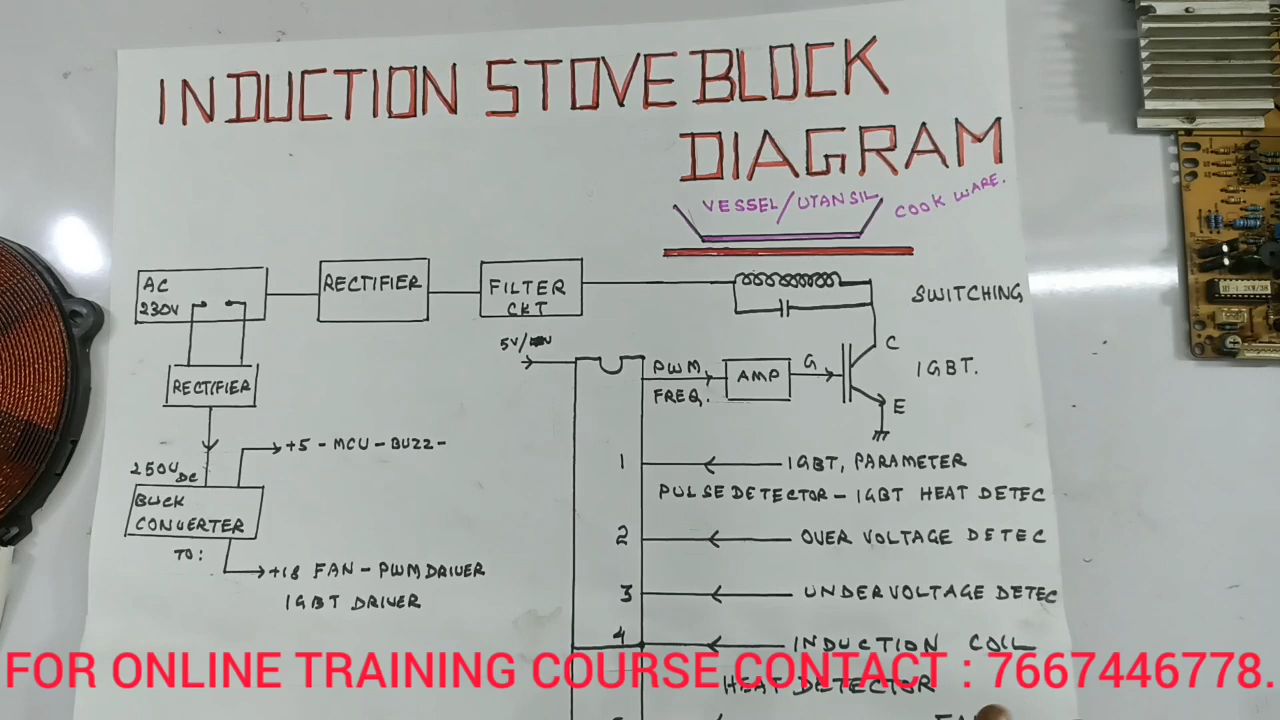 INDUCTION STOVE BLOCK
DIAGRAM
VESSEL/UTANSIL
COOK WARE.
AC
230V
RECTIFIER
FILTER
CKT
SWITCHING
RECTIFIER
5V/
PWM
FREQ.
AMP
G
C
IGBT.
E
+5 - MCU - BUZZ -
250V DC
BUCK
CONVERTER
TO:
+18 FAN - PWM DRIVER
IGBT DRIVER
1 IGBT, PARAMETER
PULSE DETECTOR - IGBT HEAT DETEC
2 OVER VOLTAGE DETEC
3 UNDERVOLTAGE DETEC
4 INDUCTION COIL
HEAT DETECTOR
FOR ONLINE TRAINING COURSE CONTACT : 7667446778.